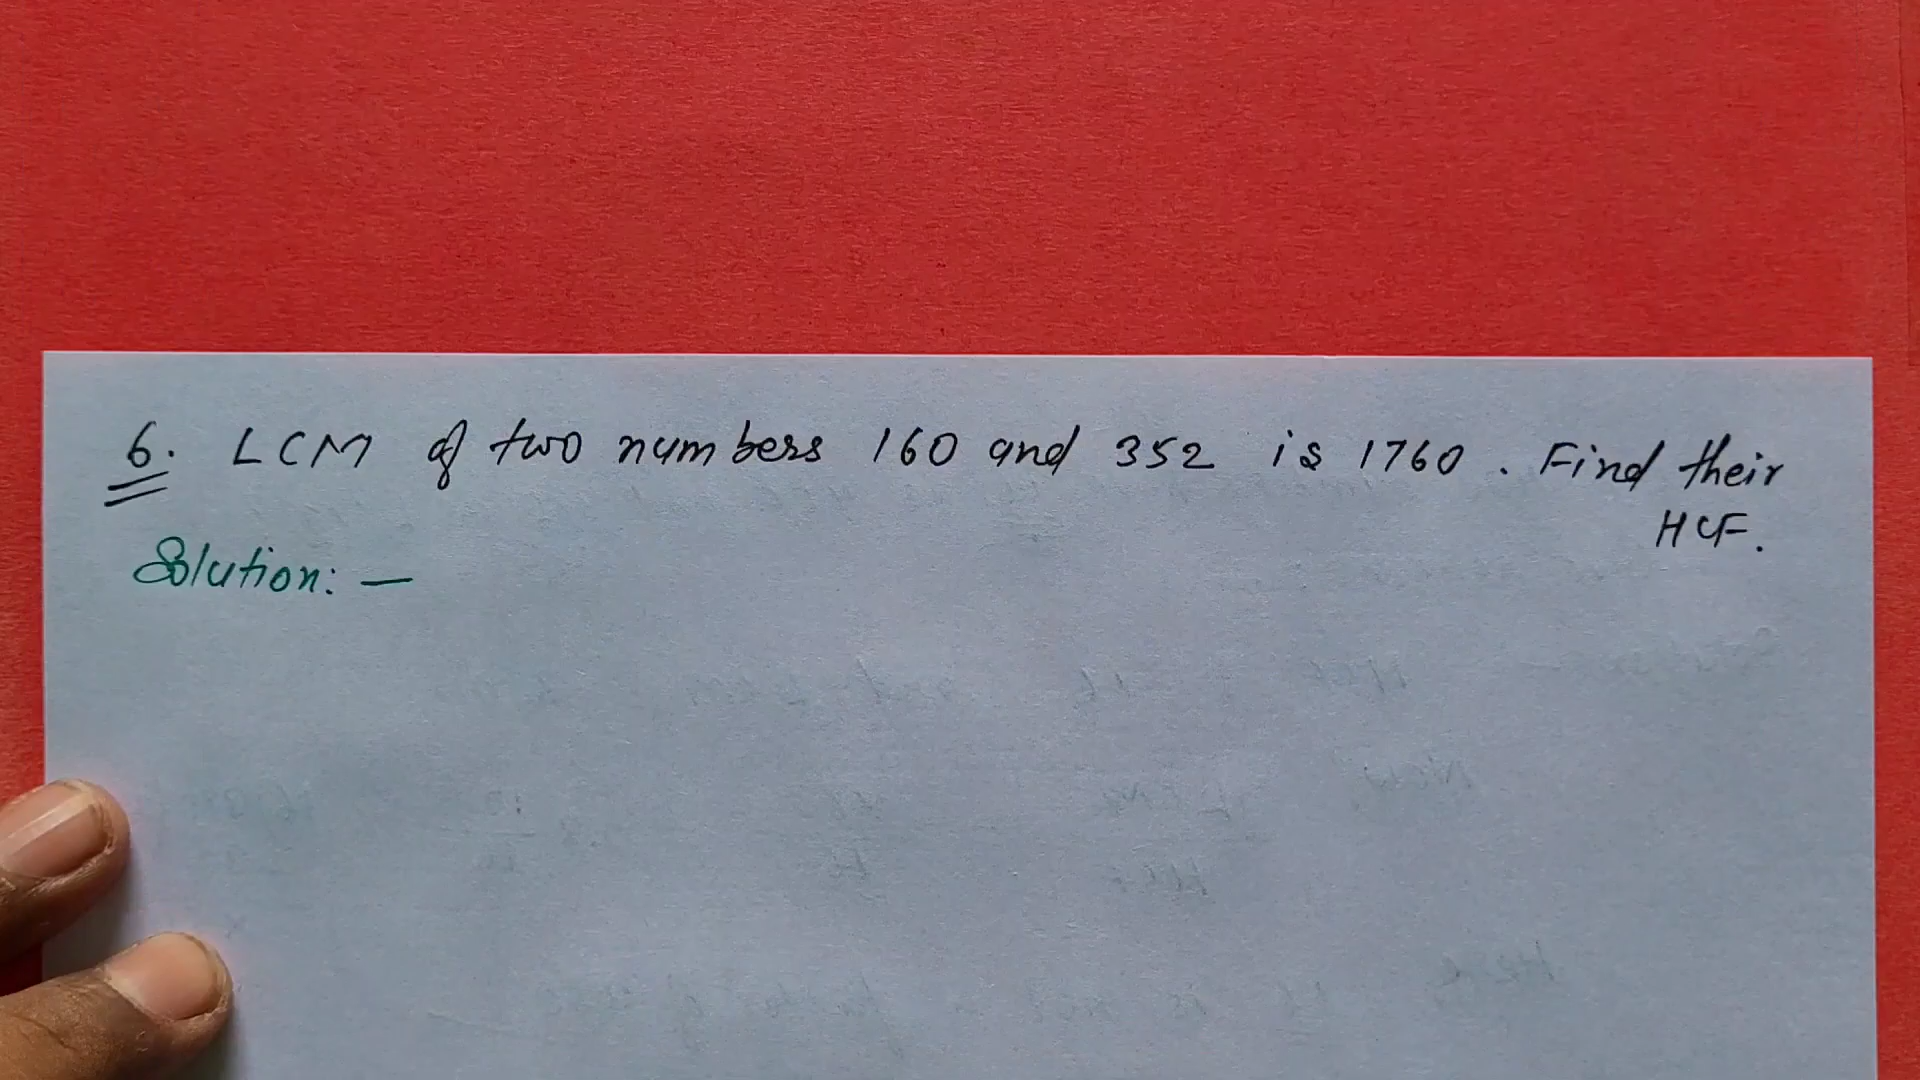 6. LCM of two numbers 160 and 352 is 1760. Find their
HCF.
Solution: —